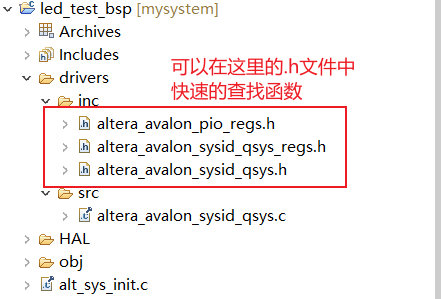 led_test_bsp [mysystem]
Archives
Includes
drivers
可以在这里的.h文件中
快速的查找函数
inc
altera_avalon_pio_regs.h
altera_avalon_sysid_qsys_regs.h
altera_avalon_sysid_qsys.h
src
altera_avalon_sysid_qsys.c
HAL
obj
alt_sys_init.c